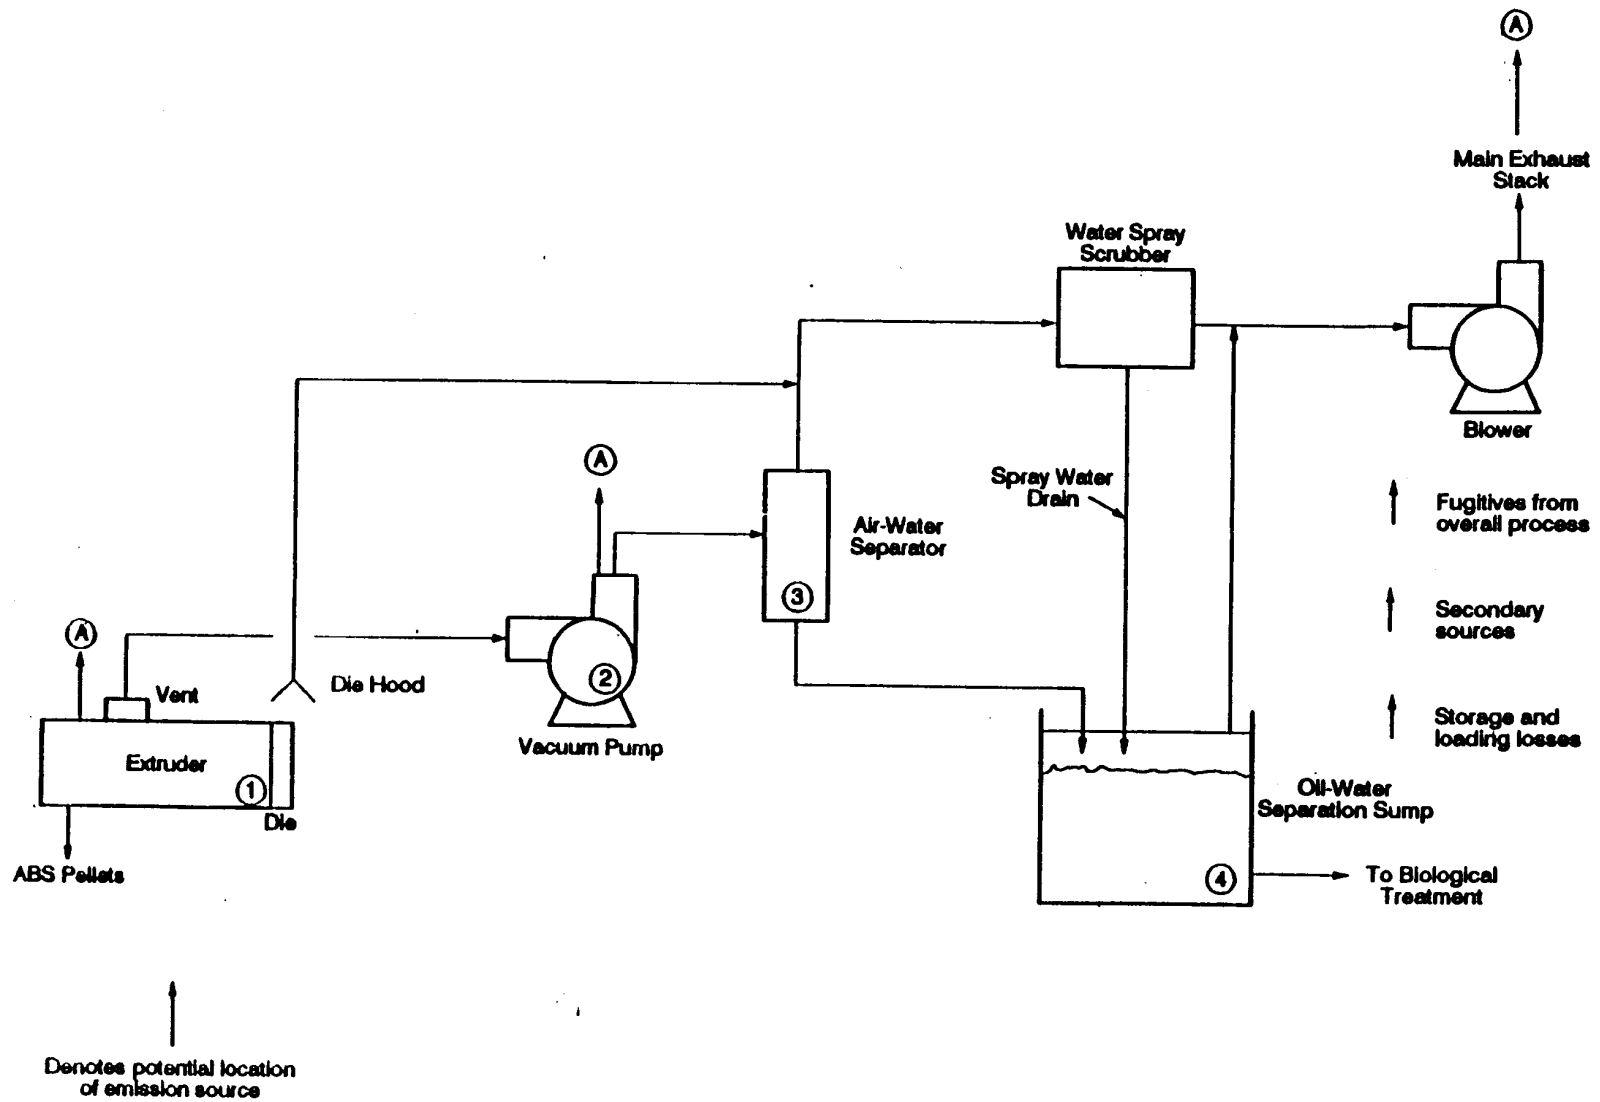 A
Main Exhaust
Stack
Water Spray
Scrubber
Blower
A
Spray Water
Drain
Air-Water
Separator
3
Fugitives from
overall process
Secondary
sources
Storage and
loading losses
A
Vent
Die Hood
2
Vacuum Pump
Extruder
1
Die
ABS Pellets
Oil-Water
Separation Sump
4
To Biological
Treatment
Denotes potential location
of emission source